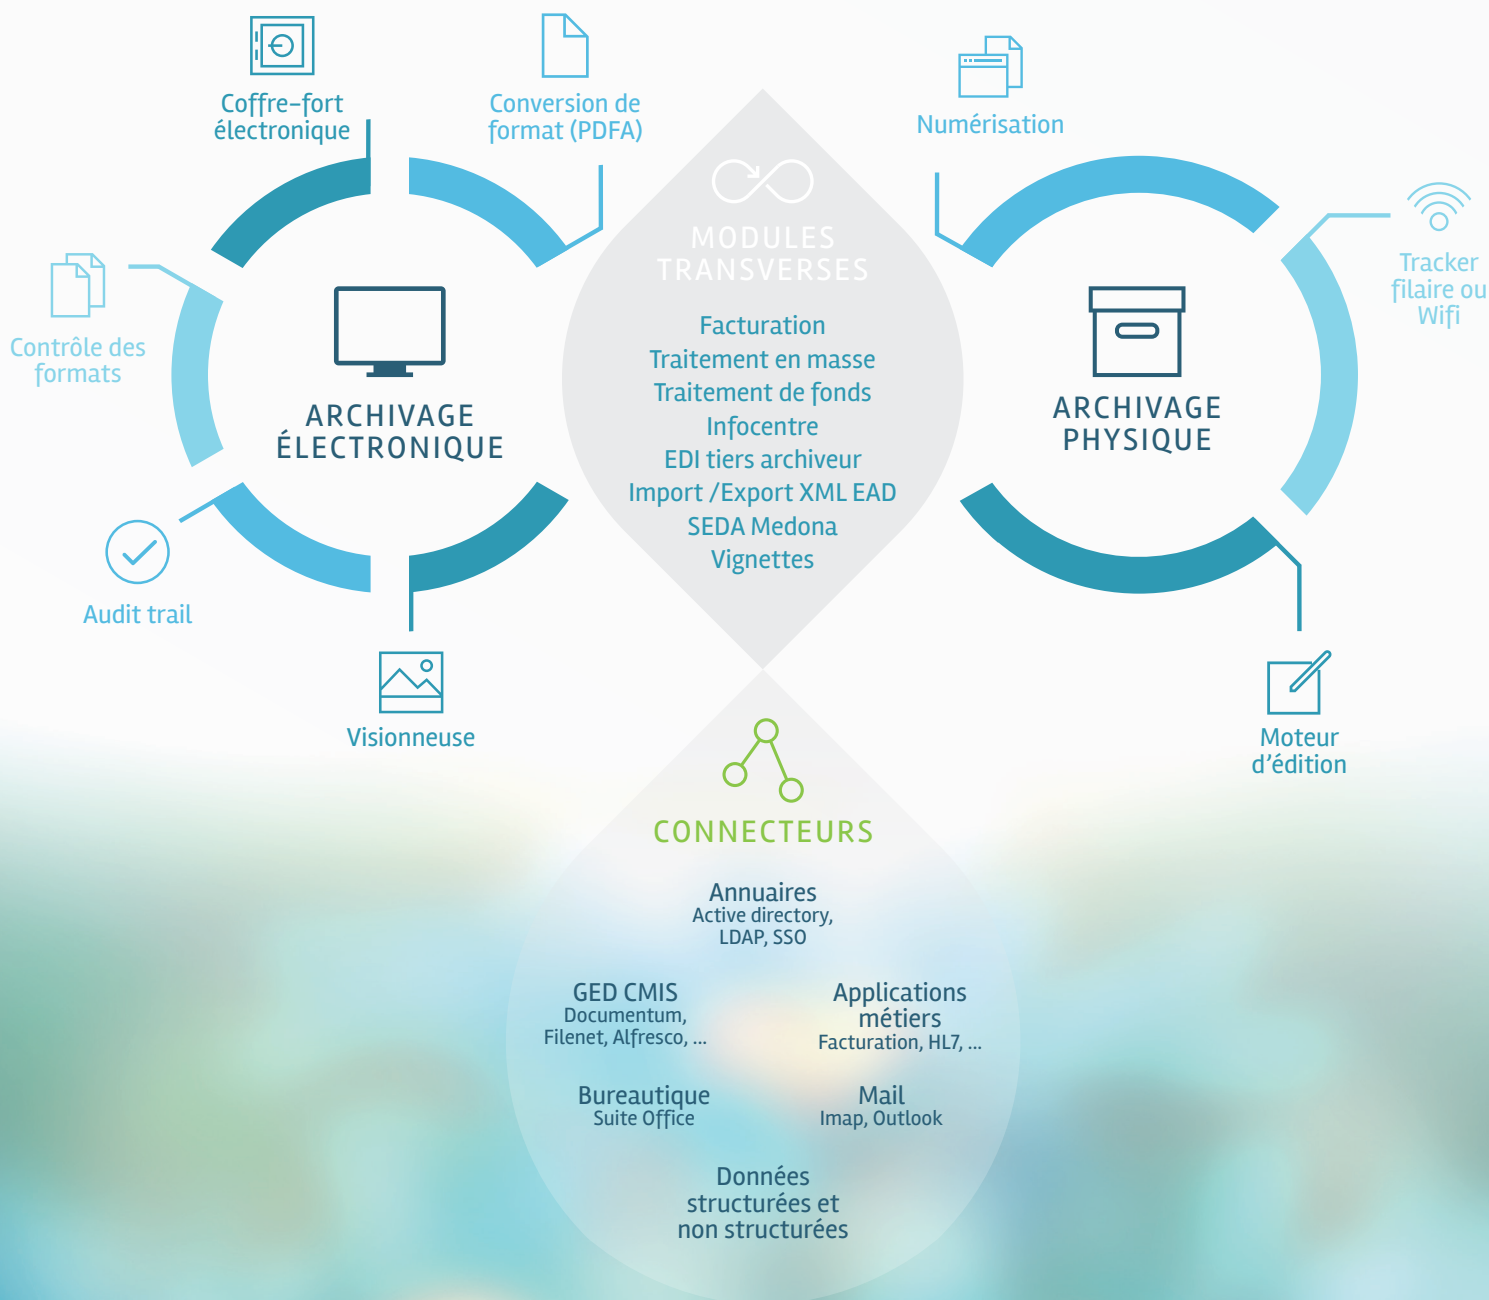 Coffre-fort
électronique
Conversion de
format (PDFA)
Contrôle des
formats
ARCHIVAGE
ÉLECTRONIQUE
Audit trail
Visionneuse
MODULES
TRANSVERSES
Facturation
Traitement en masse
Traitement de fonds
Infocentre
EDI tiers archiveur
Import /Export XML EAD
SEDA Medona
Vignettes
Numérisation
Tracker
filaire ou
Wifi
ARCHIVAGE
PHYSIQUE
Moteur
d’édition
CONNECTEURS
Annuaires
Active directory,
LDAP, SSO
GED CMIS
Documentum,
Filenet, Alfresco, ...
Applications
métiers
Facturation, HL7, ...
Bureautique
Suite Office
Mail
Imap, Outlook
Données
structurées et
non structurées